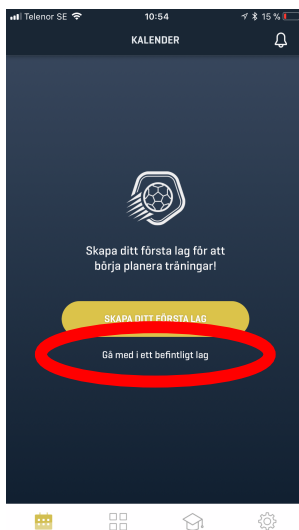 Telenor SE 10:54 15 %
KALENDER
Skapa ditt första lag för att
börja planera träningar!
SKAPA DITT FÖRSTA LAG
Gå med i ett befintligt lag